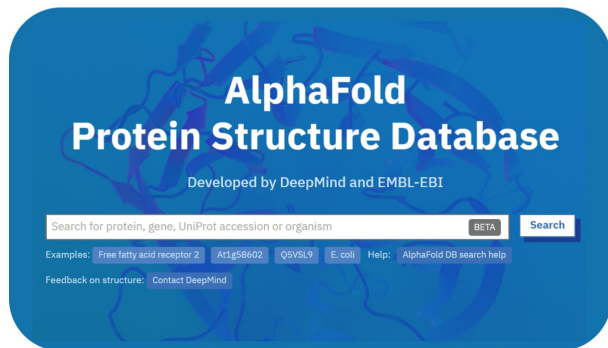 AlphaFold
Protein Structure Database
Developed by DeepMind and EMBL-EBI
Search for protein, gene, UniProt accession or organism BETA Search
Examples: Free fatty acid receptor 2 At1g58602 Q5VSL9 E. coli Help: AlphaFold DB search help
Feedback on structure: Contact DeepMind